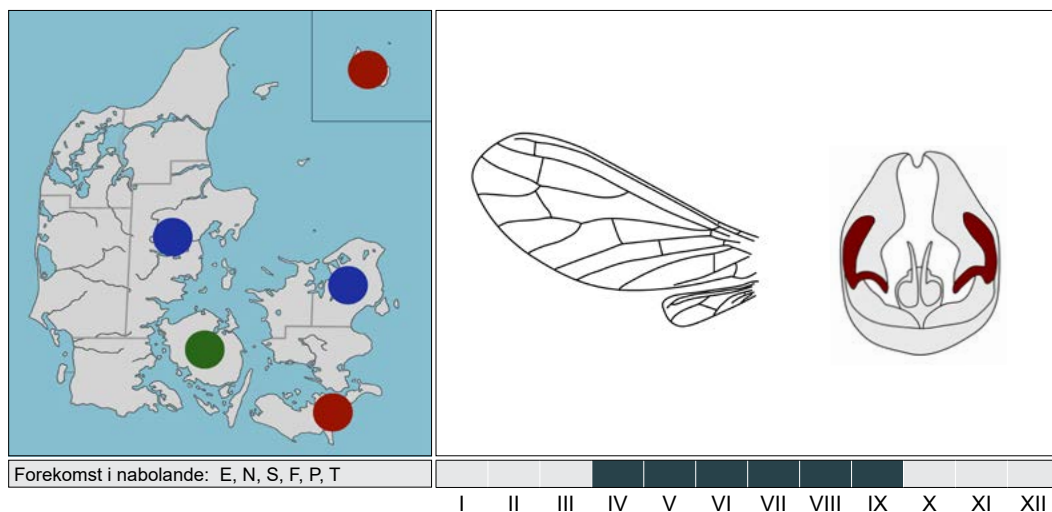 Forekomst i nabolande: E, N, S, F, P, T
I II III IV V VI VII VIII IX X XI XII